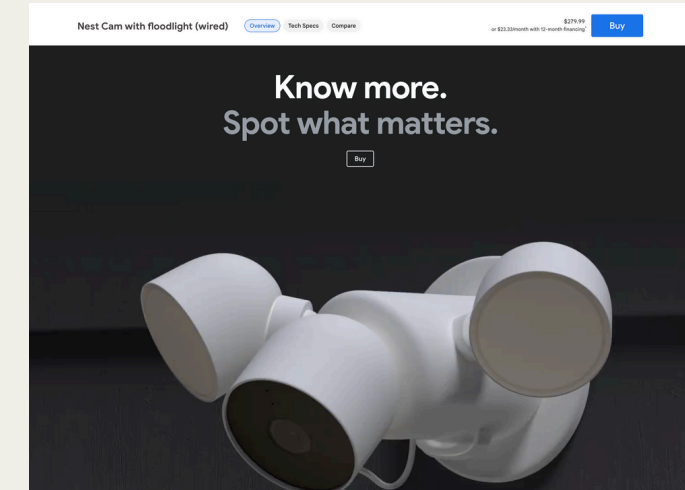 Nest Cam with floodlight (wired)
Overview
Tech Specs
Compare
$279.99
or $23.33/month with 12-month financing¹
Buy
Know more.
Spot what matters.
Buy